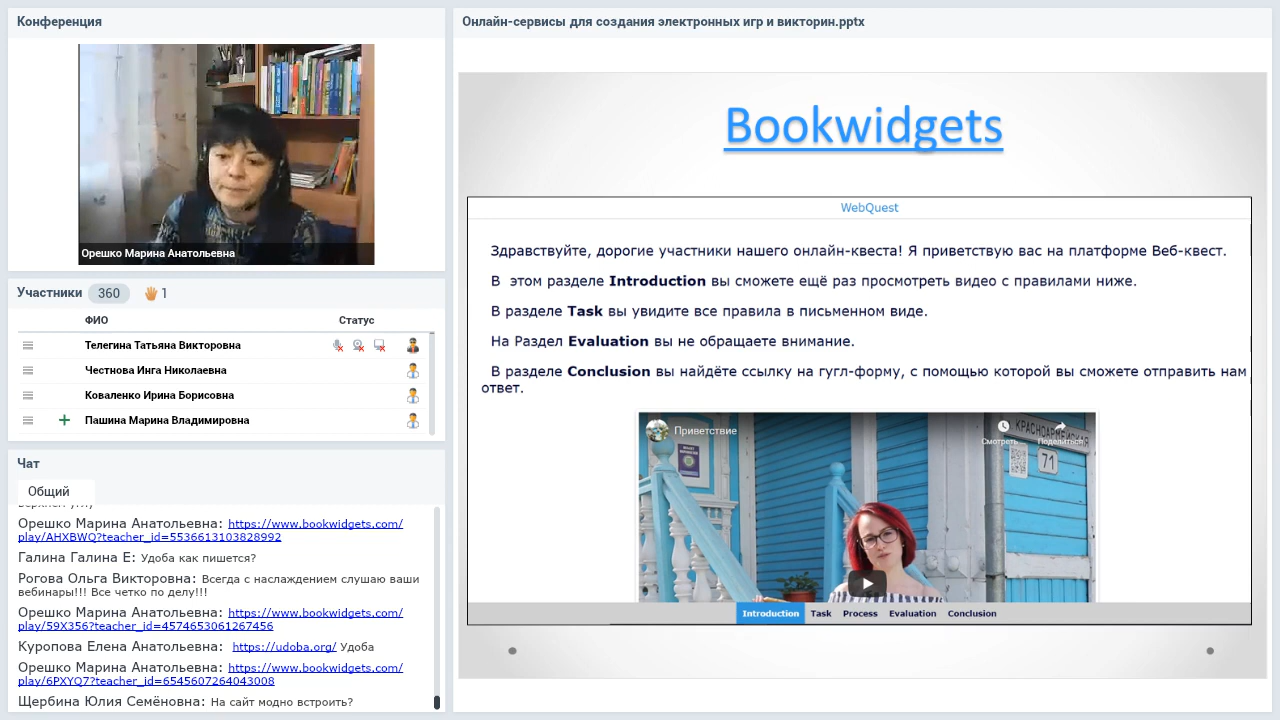 Конференция
Орешко Марина Анатольевна
Участники 360 1
ФИО Статус
Телегина Татьяна Викторовна
Честнова Инга Николаевна
Коваленко Ирина Борисовна
Пашина Марина Владимировна
Чат
Общий
Орешко Марина Анатольевна: https://www.bookwidgets.com/
play/AHXBWQ?teacher_id=5536613103828992
Галина Галина Е: Удоба как пишется?
Рогова Ольга Викторовна: Всегда с наслаждением слушаю ваши
вебинары!!! Все четко по делу!!!
Орешко Марина Анатольевна: https://www.bookwidgets.com/
play/59X356?teacher_id=4574653061267456
Куропова Елена Анатольевна: https://udoba.org/ Удоба
Орешко Марина Анатольевна: https://www.bookwidgets.com/
play/6PXYQ7?teacher_id=6545607264043008
Щербина Юлия Семёновна: На сайт модно встроить?
Онлайн-сервисы для создания электронных игр и викторин.pptx
Bookwidgets
WebQuest
Здравствуйте, дорогие участники нашего онлайн-квеста! Я приветствую вас на платформе Веб-квест.
В этом разделе Introduction вы сможете ещё раз просмотреть видео с правилами ниже.
В разделе Task вы увидите все правила в письменном виде.
На Раздел Evaluation вы не обращаете внимание.
В разделе Conclusion вы найдёте ссылку на гугл-форму, с помощью которой вы сможете отправить нам
ответ.
Приветствие
Смотреть... Поделиться
КРАСНОАРМЕЙСКАЯ
71
Introduction Task Process Evaluation Conclusion